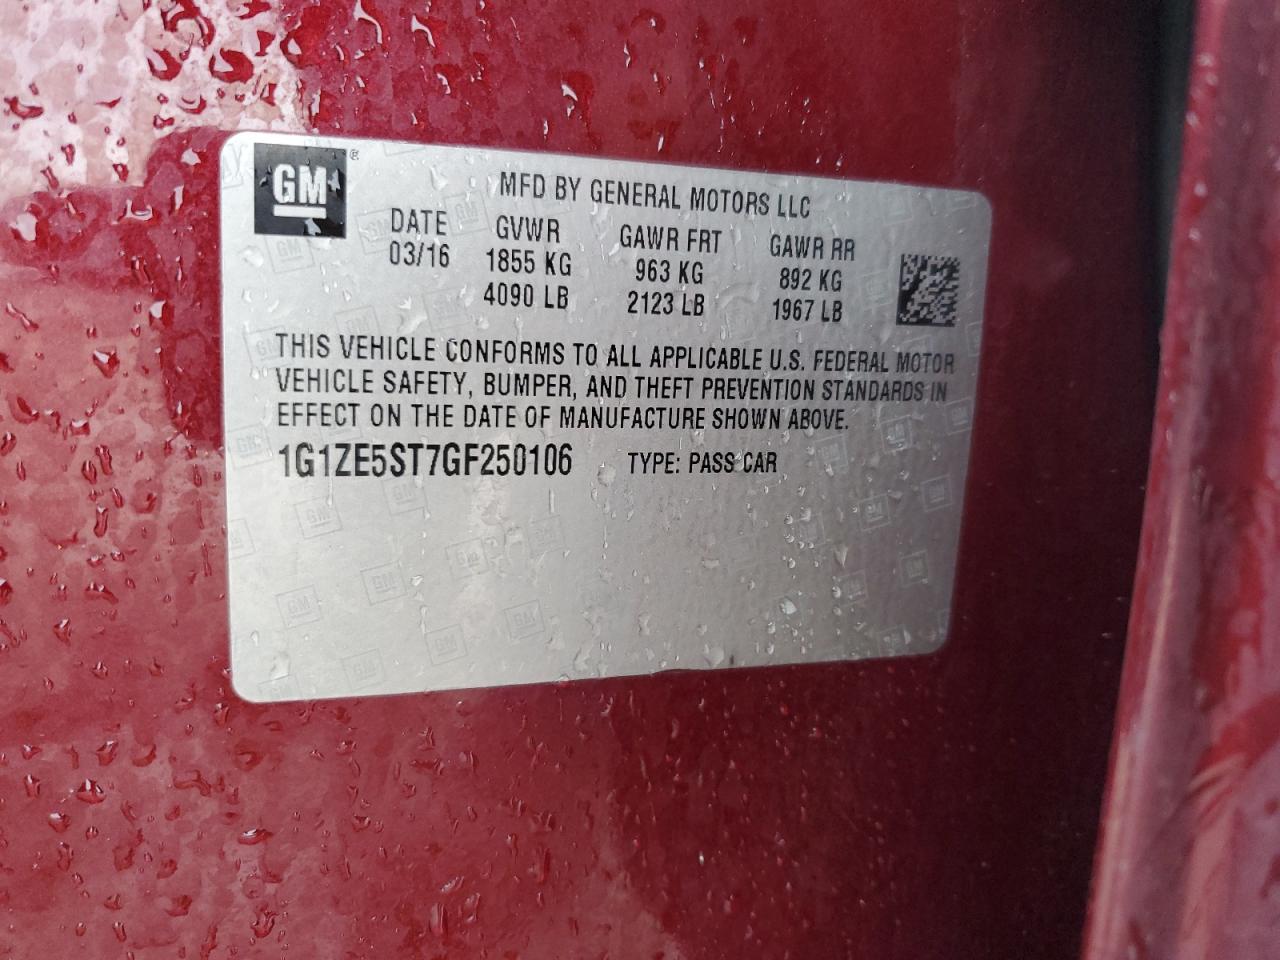 GM®
MFD BY GENERAL MOTORS LLC
DATE GVWR GAWR FRT GAWR RR
03/16 1855 KG 963 KG 892 KG
4090 LB 2123 LB 1967 LB
THIS VEHICLE CONFORMS TO ALL APPLICABLE U.S. FEDERAL MOTOR
VEHICLE SAFETY, BUMPER, AND THEFT PREVENTION STANDARDS IN
EFFECT ON THE DATE OF MANUFACTURE SHOWN ABOVE.
1G1ZE5ST7GF250106 TYPE: PASS CAR